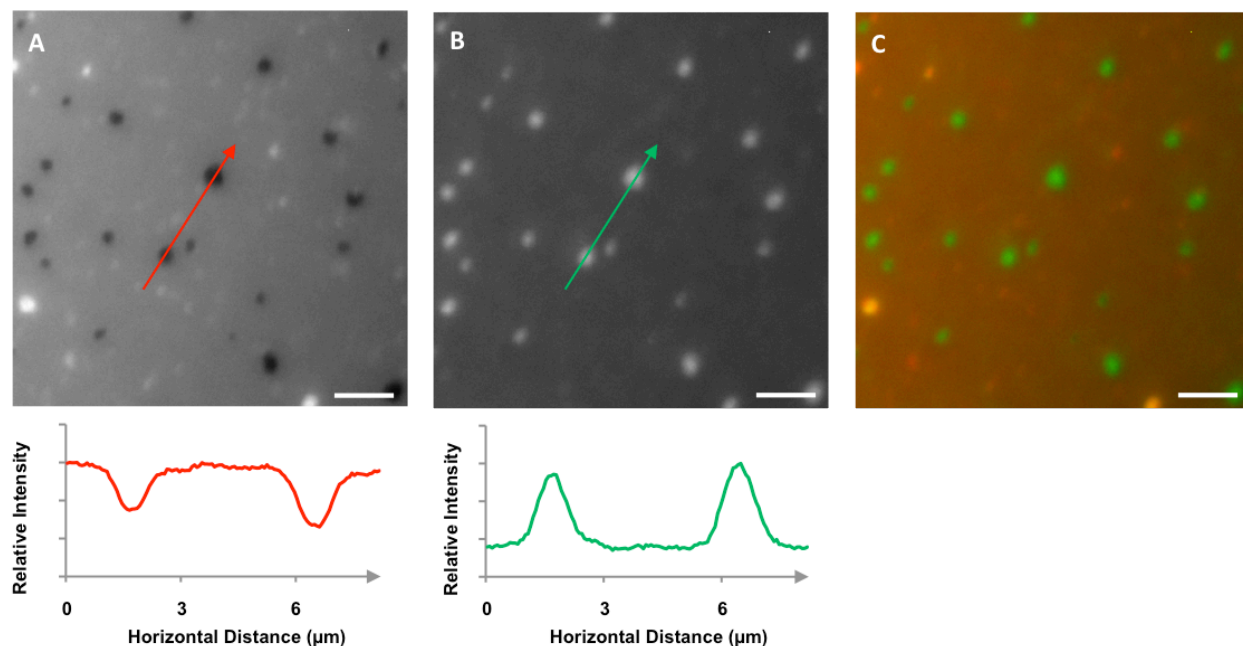 A
B
C
Relative Intensity
0 3 6
Horizontal Distance (µm)
Relative Intensity
0 3 6
Horizontal Distance (µm)